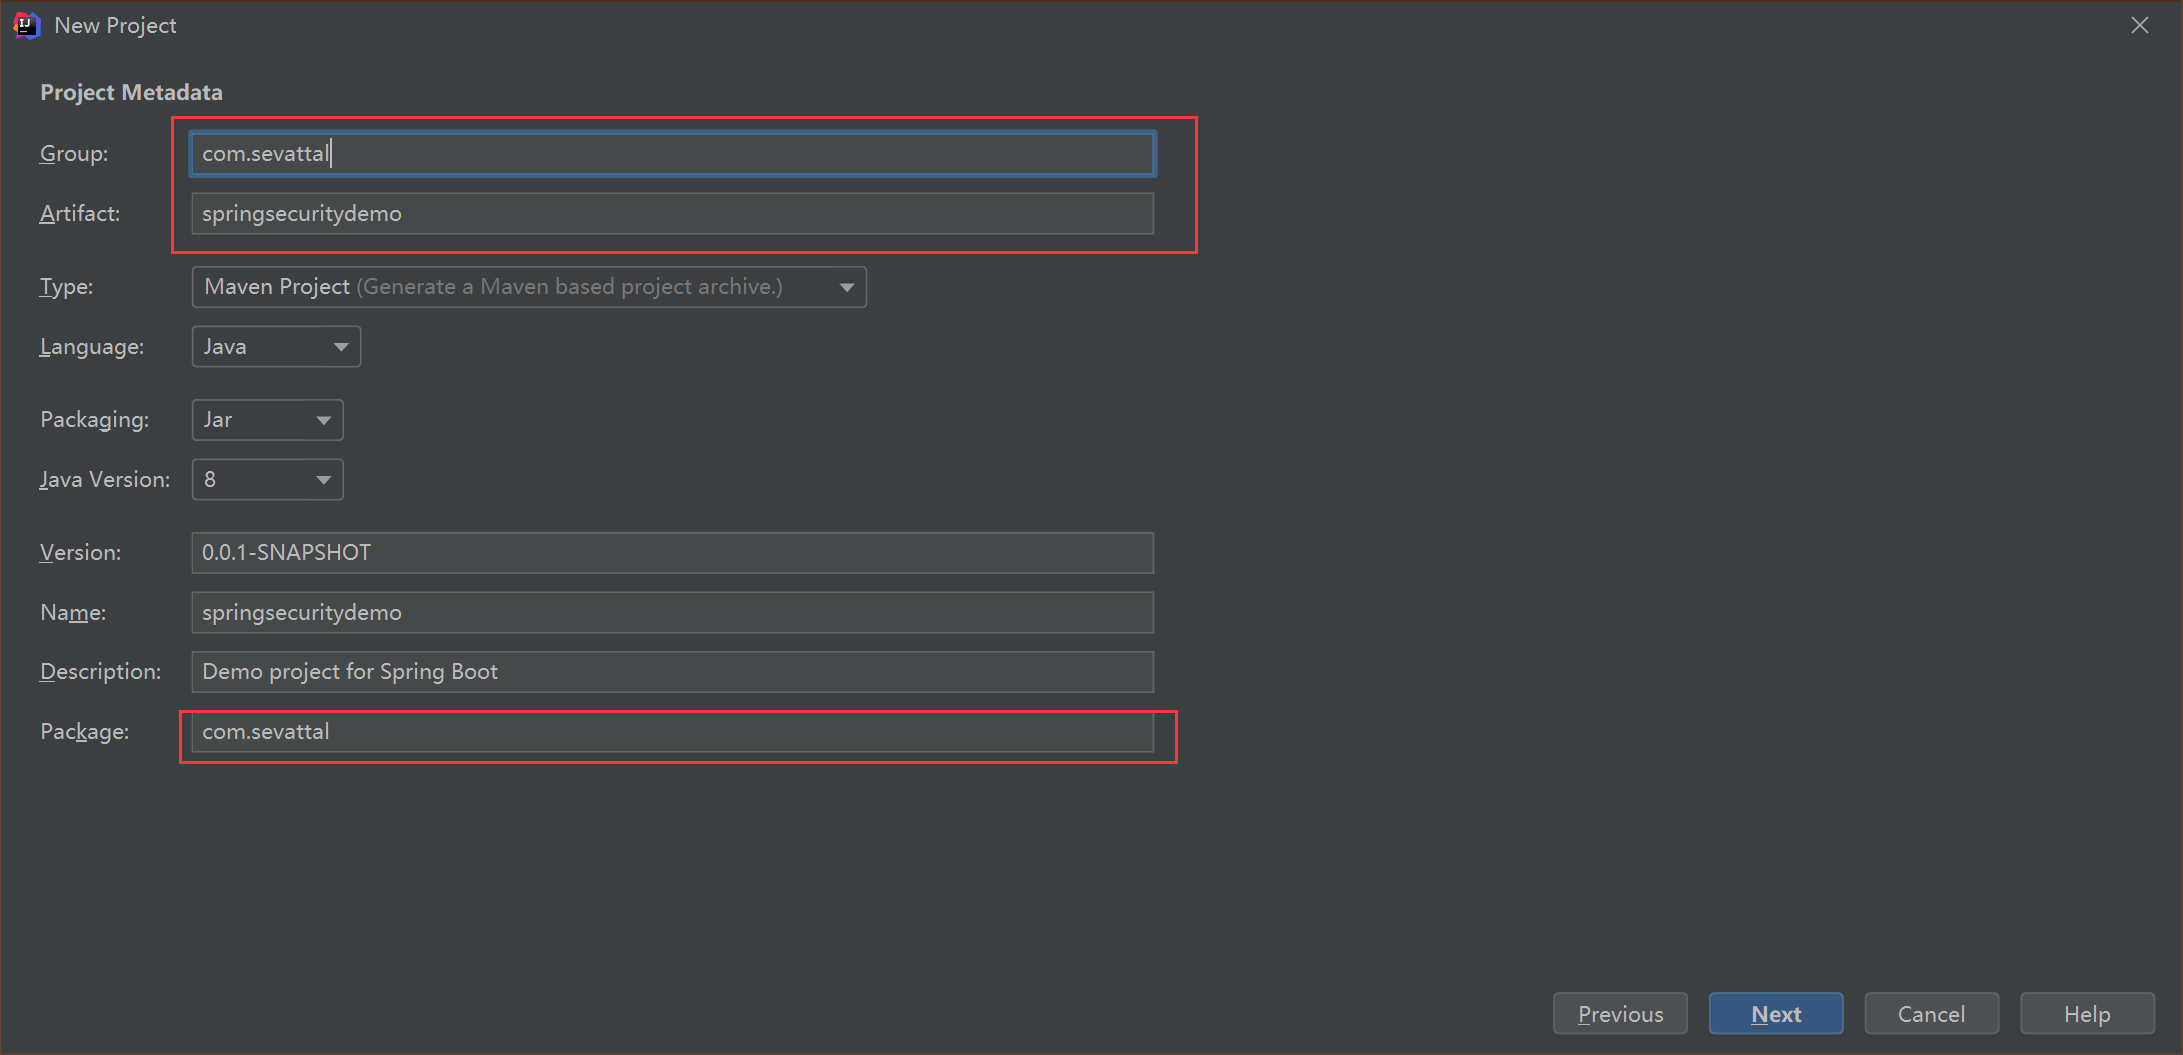 New Project
Project Metadata
Group: com.sevattal
Artifact: springsecuritydemo
Type: Maven Project (Generate a Maven based project archive.)
Language: Java
Packaging: Jar
Java Version: 8
Version: 0.0.1-SNAPSHOT
Name: springsecuritydemo
Description: Demo project for Spring Boot
Package: com.sevattal
Previous Next Cancel Help